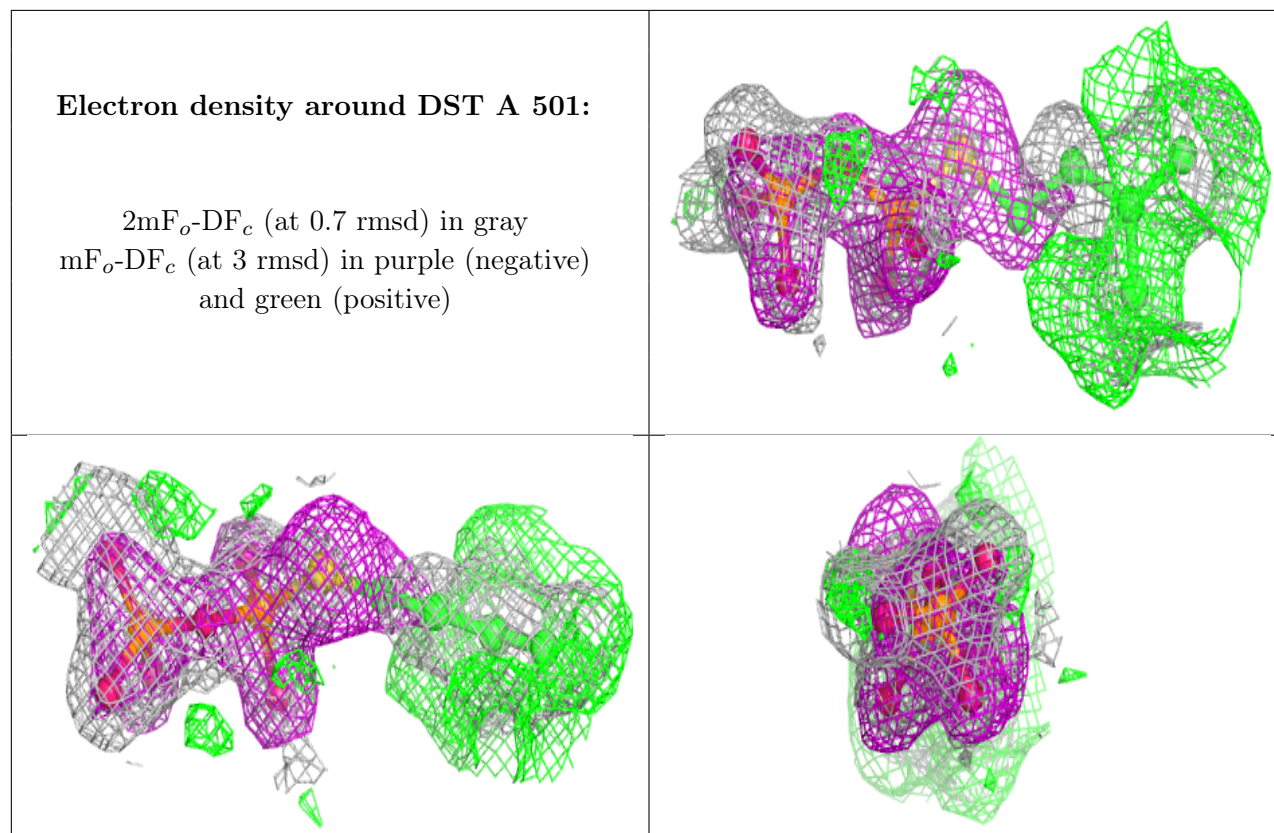 Electron density around DST A 501:
2mFo-DFc (at 0.7 rmsd) in gray
mFo-DFc (at 3 rmsd) in purple (negative)
and green (positive)